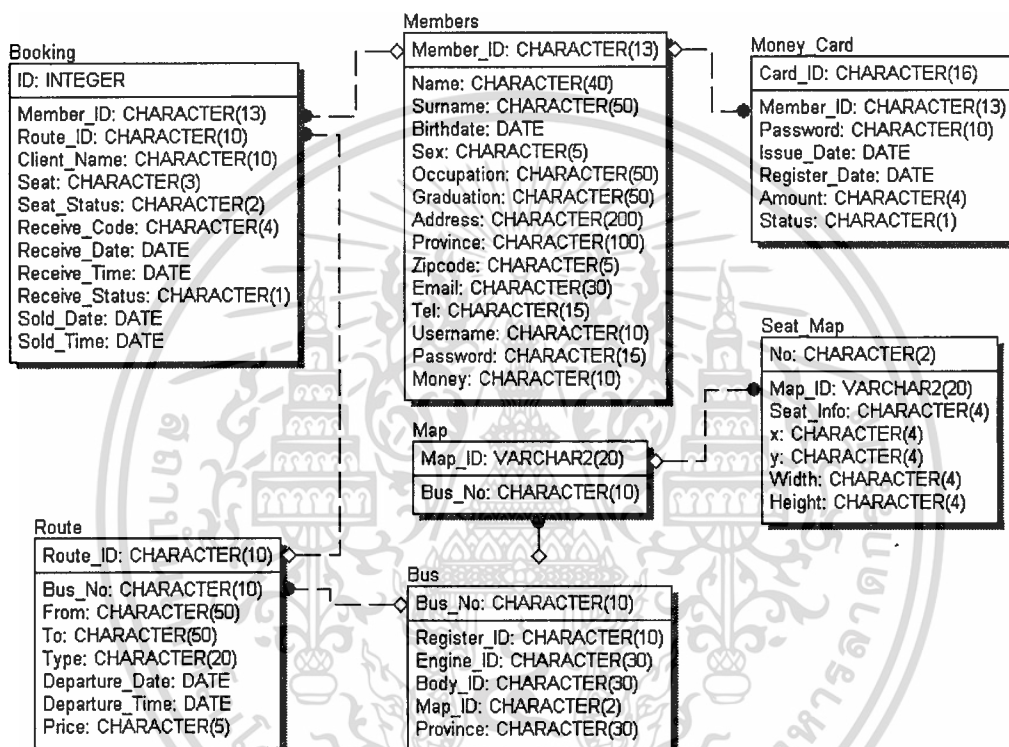 Booking
ID: INTEGER
Member_ID: CHARACTER(13)
Route_ID: CHARACTER(10)
Client_Name: CHARACTER(10)
Seat: CHARACTER(3)
Seat_Status: CHARACTER(2)
Receive_Code: CHARACTER(4)
Receive_Date: DATE
Receive_Time: DATE
Receive_Status: CHARACTER(1)
Sold_Date: DATE
Sold_Time: DATE
Members
Member_ID: CHARACTER(13)
Name: CHARACTER(40)
Surname: CHARACTER(50)
Birthdate: DATE
Sex: CHARACTER(5)
Occupation: CHARACTER(50)
Graduation: CHARACTER(50)
Address: CHARACTER(200)
Province: CHARACTER(100)
Zipcode: CHARACTER(5)
Email: CHARACTER(30)
Tel: CHARACTER(15)
Username: CHARACTER(10)
Password: CHARACTER(15)
Money: CHARACTER(10)
Money_Card
Card_ID: CHARACTER(16)
Member_ID: CHARACTER(13)
Password: CHARACTER(10)
Issue_Date: DATE
Register_Date: DATE
Amount: CHARACTER(4)
Status: CHARACTER(1)
Seat_Map
No: CHARACTER(2)
Map_ID: VARCHAR2(20)
Seat_Info: CHARACTER(4)
x: CHARACTER(4)
y: CHARACTER(4)
Width: CHARACTER(4)
Height: CHARACTER(4)
Map
Map_ID: VARCHAR2(20)
Bus_No: CHARACTER(10)
Route
Route_ID: CHARACTER(10)
Bus_No: CHARACTER(10)
From: CHARACTER(50)
To: CHARACTER(50)
Type: CHARACTER(20)
Departure_Date: DATE
Departure_Time: DATE
Price: CHARACTER(5)
Bus
Bus_No: CHARACTER(10)
Register_ID: CHARACTER(10)
Engine_ID: CHARACTER(30)
Body_ID: CHARACTER(30)
Map_ID: CHARACTER(2)
Province: CHARACTER(30)